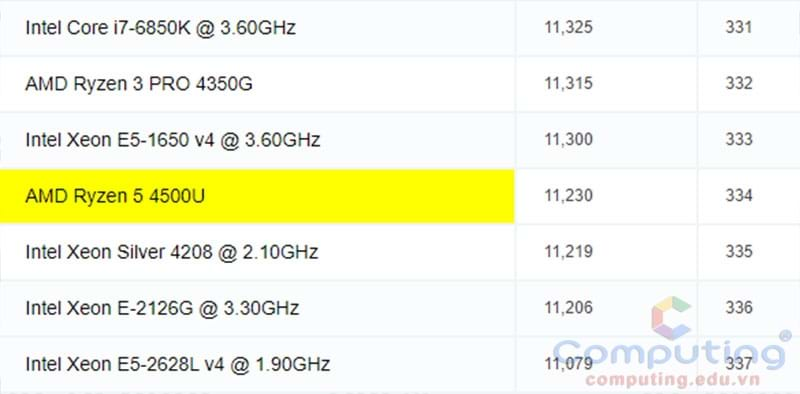 Intel Core i7-6850K @ 3.60GHz 11,325 331
AMD Ryzen 3 PRO 4350G 11,315 332
Intel Xeon E5-1650 v4 @ 3.60GHz 11,300 333
AMD Ryzen 5 4500U 11,230 334
Intel Xeon Silver 4208 @ 2.10GHz 11,219 335
Intel Xeon E-2126G @ 3.30GHz 11,206 336
Intel Xeon E5-2628L v4 @ 1.90GHz 11,079 337
Computing®
computing.edu.vn